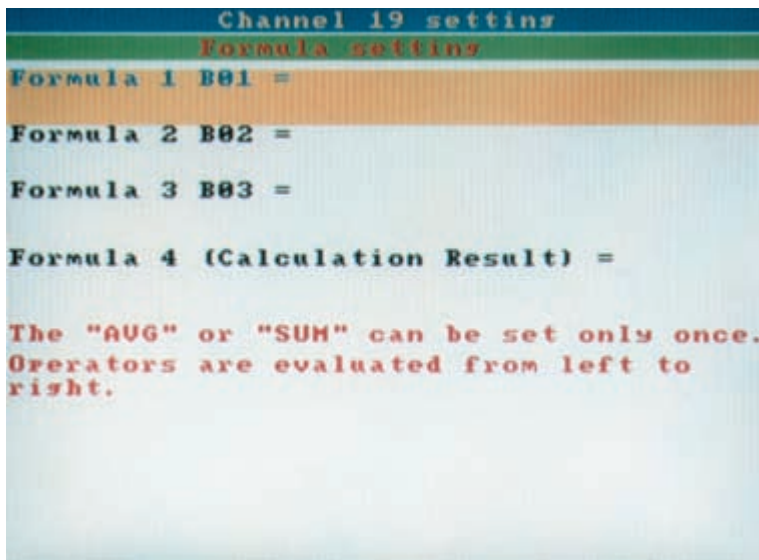 Channel 19 setting
Formula setting
Formula 1 B01 =
Formula 2 B02 =
Formula 3 B03 =
Formula 4 (Calculation Result) =
The "AVG" or "SUM" can be set only once.
Operators are evaluated from left to
right.